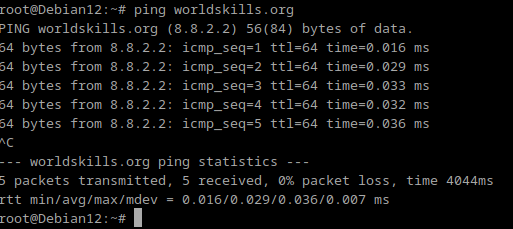 root@Debian12:~# ping worldskills.org
PING worldskills.org (8.8.2.2) 56(84) bytes of data.
64 bytes from 8.8.2.2: icmp_seq=1 ttl=64 time=0.016 ms
64 bytes from 8.8.2.2: icmp_seq=2 ttl=64 time=0.029 ms
64 bytes from 8.8.2.2: icmp_seq=3 ttl=64 time=0.033 ms
64 bytes from 8.8.2.2: icmp_seq=4 ttl=64 time=0.032 ms
64 bytes from 8.8.2.2: icmp_seq=5 ttl=64 time=0.036 ms
^C
--- worldskills.org ping statistics ---
5 packets transmitted, 5 received, 0% packet loss, time 4044ms
rtt min/avg/max/mdev = 0.016/0.029/0.036/0.007 ms
root@Debian12:~#